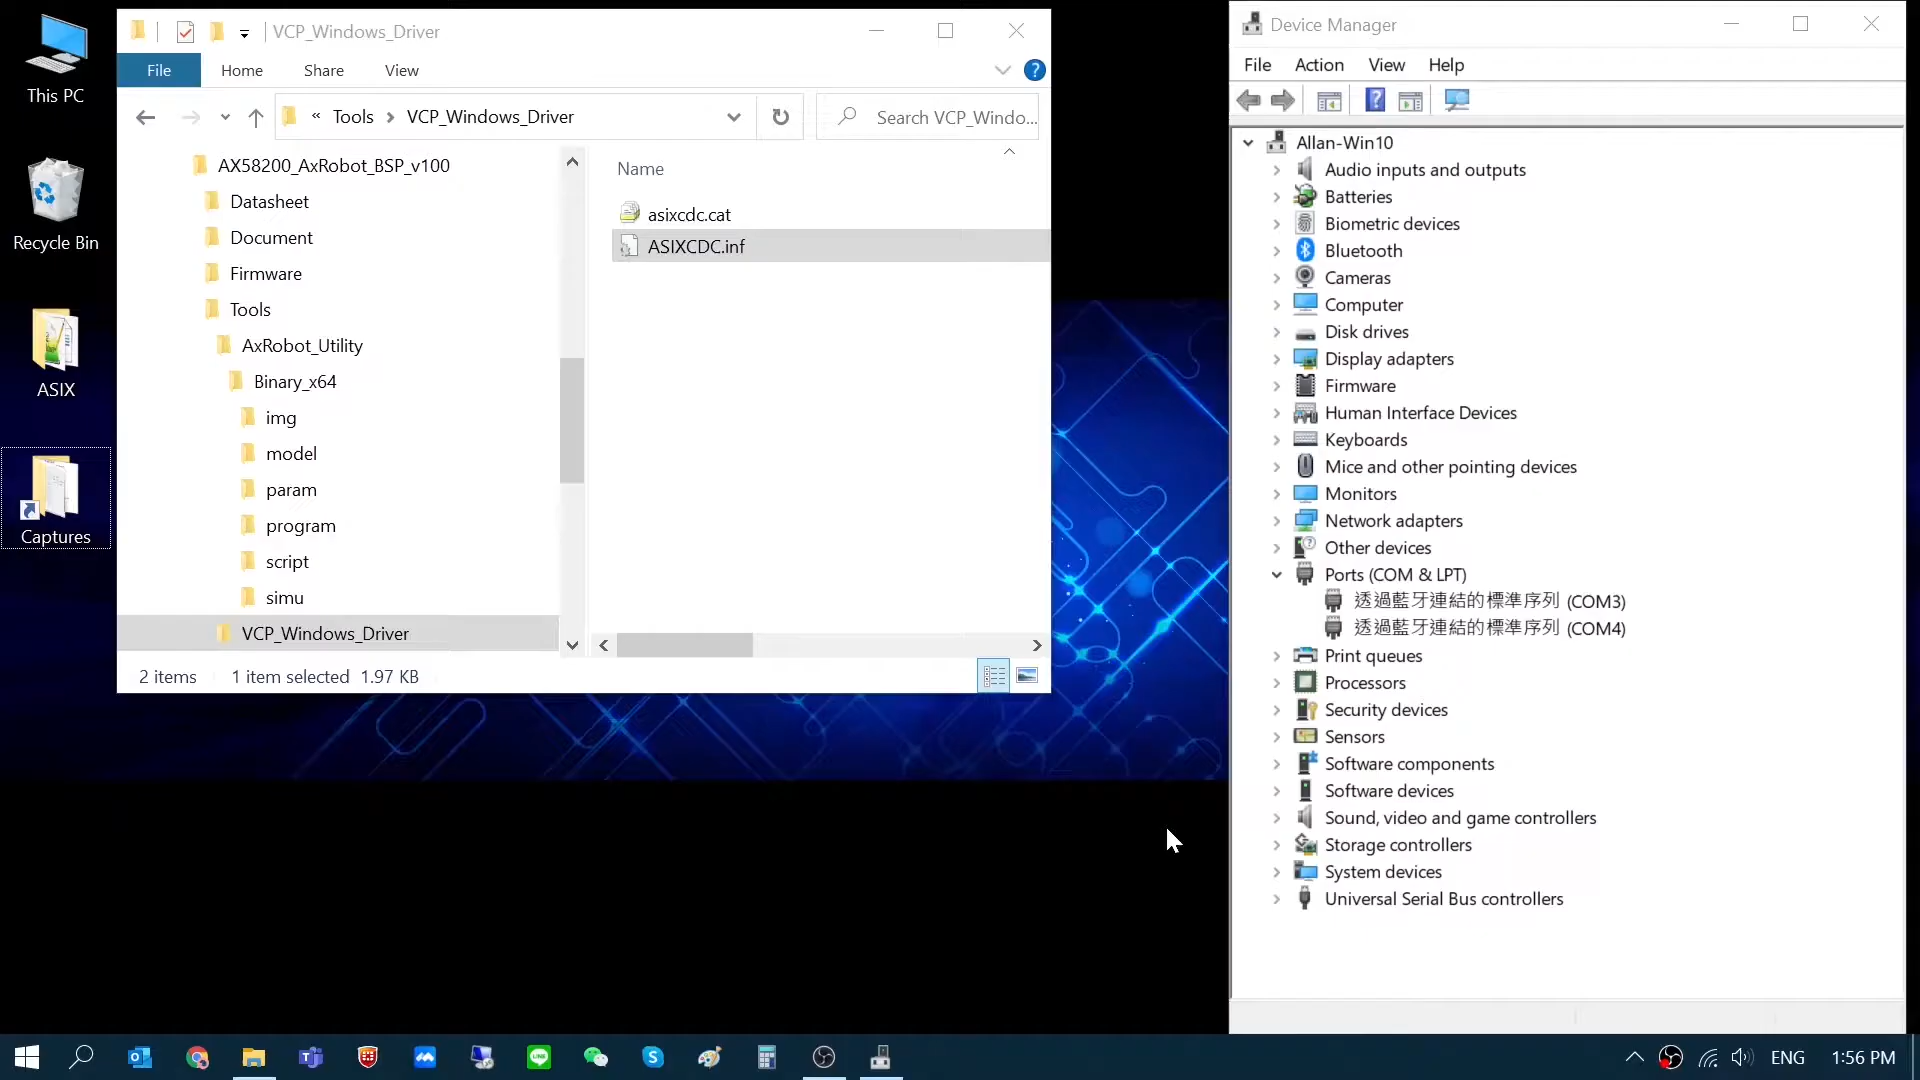 This PC
Recycle Bin
ASIX
Captures
VCP_Windows_Driver
File Home Share View
?
« Tools > VCP_Windows_Driver
Search VCP_Windo...
AX58200_AxRobot_BSP_v100
Datasheet
Document
Firmware
Tools
AxRobot_Utility
Binary_x64
img
model
param
program
script
simu
VCP_Windows_Driver
Name
asixcdc.cat
ASIXCDC.inf
2 items 1 item selected 1.97 KB
Device Manager
File Action View Help
Allan-Win10
Audio inputs and outputs
Batteries
Biometric devices
Bluetooth
Cameras
Computer
Disk drives
Display adapters
Firmware
Human Interface Devices
Keyboards
Mice and other pointing devices
Monitors
Network adapters
Other devices
Ports (COM & LPT)
透過藍牙連結的標準序列 (COM3)
透過藍牙連結的標準序列 (COM4)
Print queues
Processors
Security devices
Sensors
Software components
Software devices
Sound, video and game controllers
Storage controllers
System devices
Universal Serial Bus controllers
ENG 1:56 PM